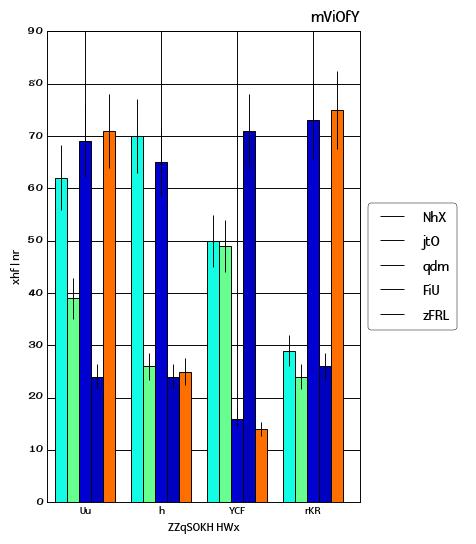 mViOfY
90
80
70
60
50
40
30
20
10
0
xhf l nr
Uu h YCF rKR
ZZqSOKH HWx
NhX
jtO
qdm
FiU
zFRL